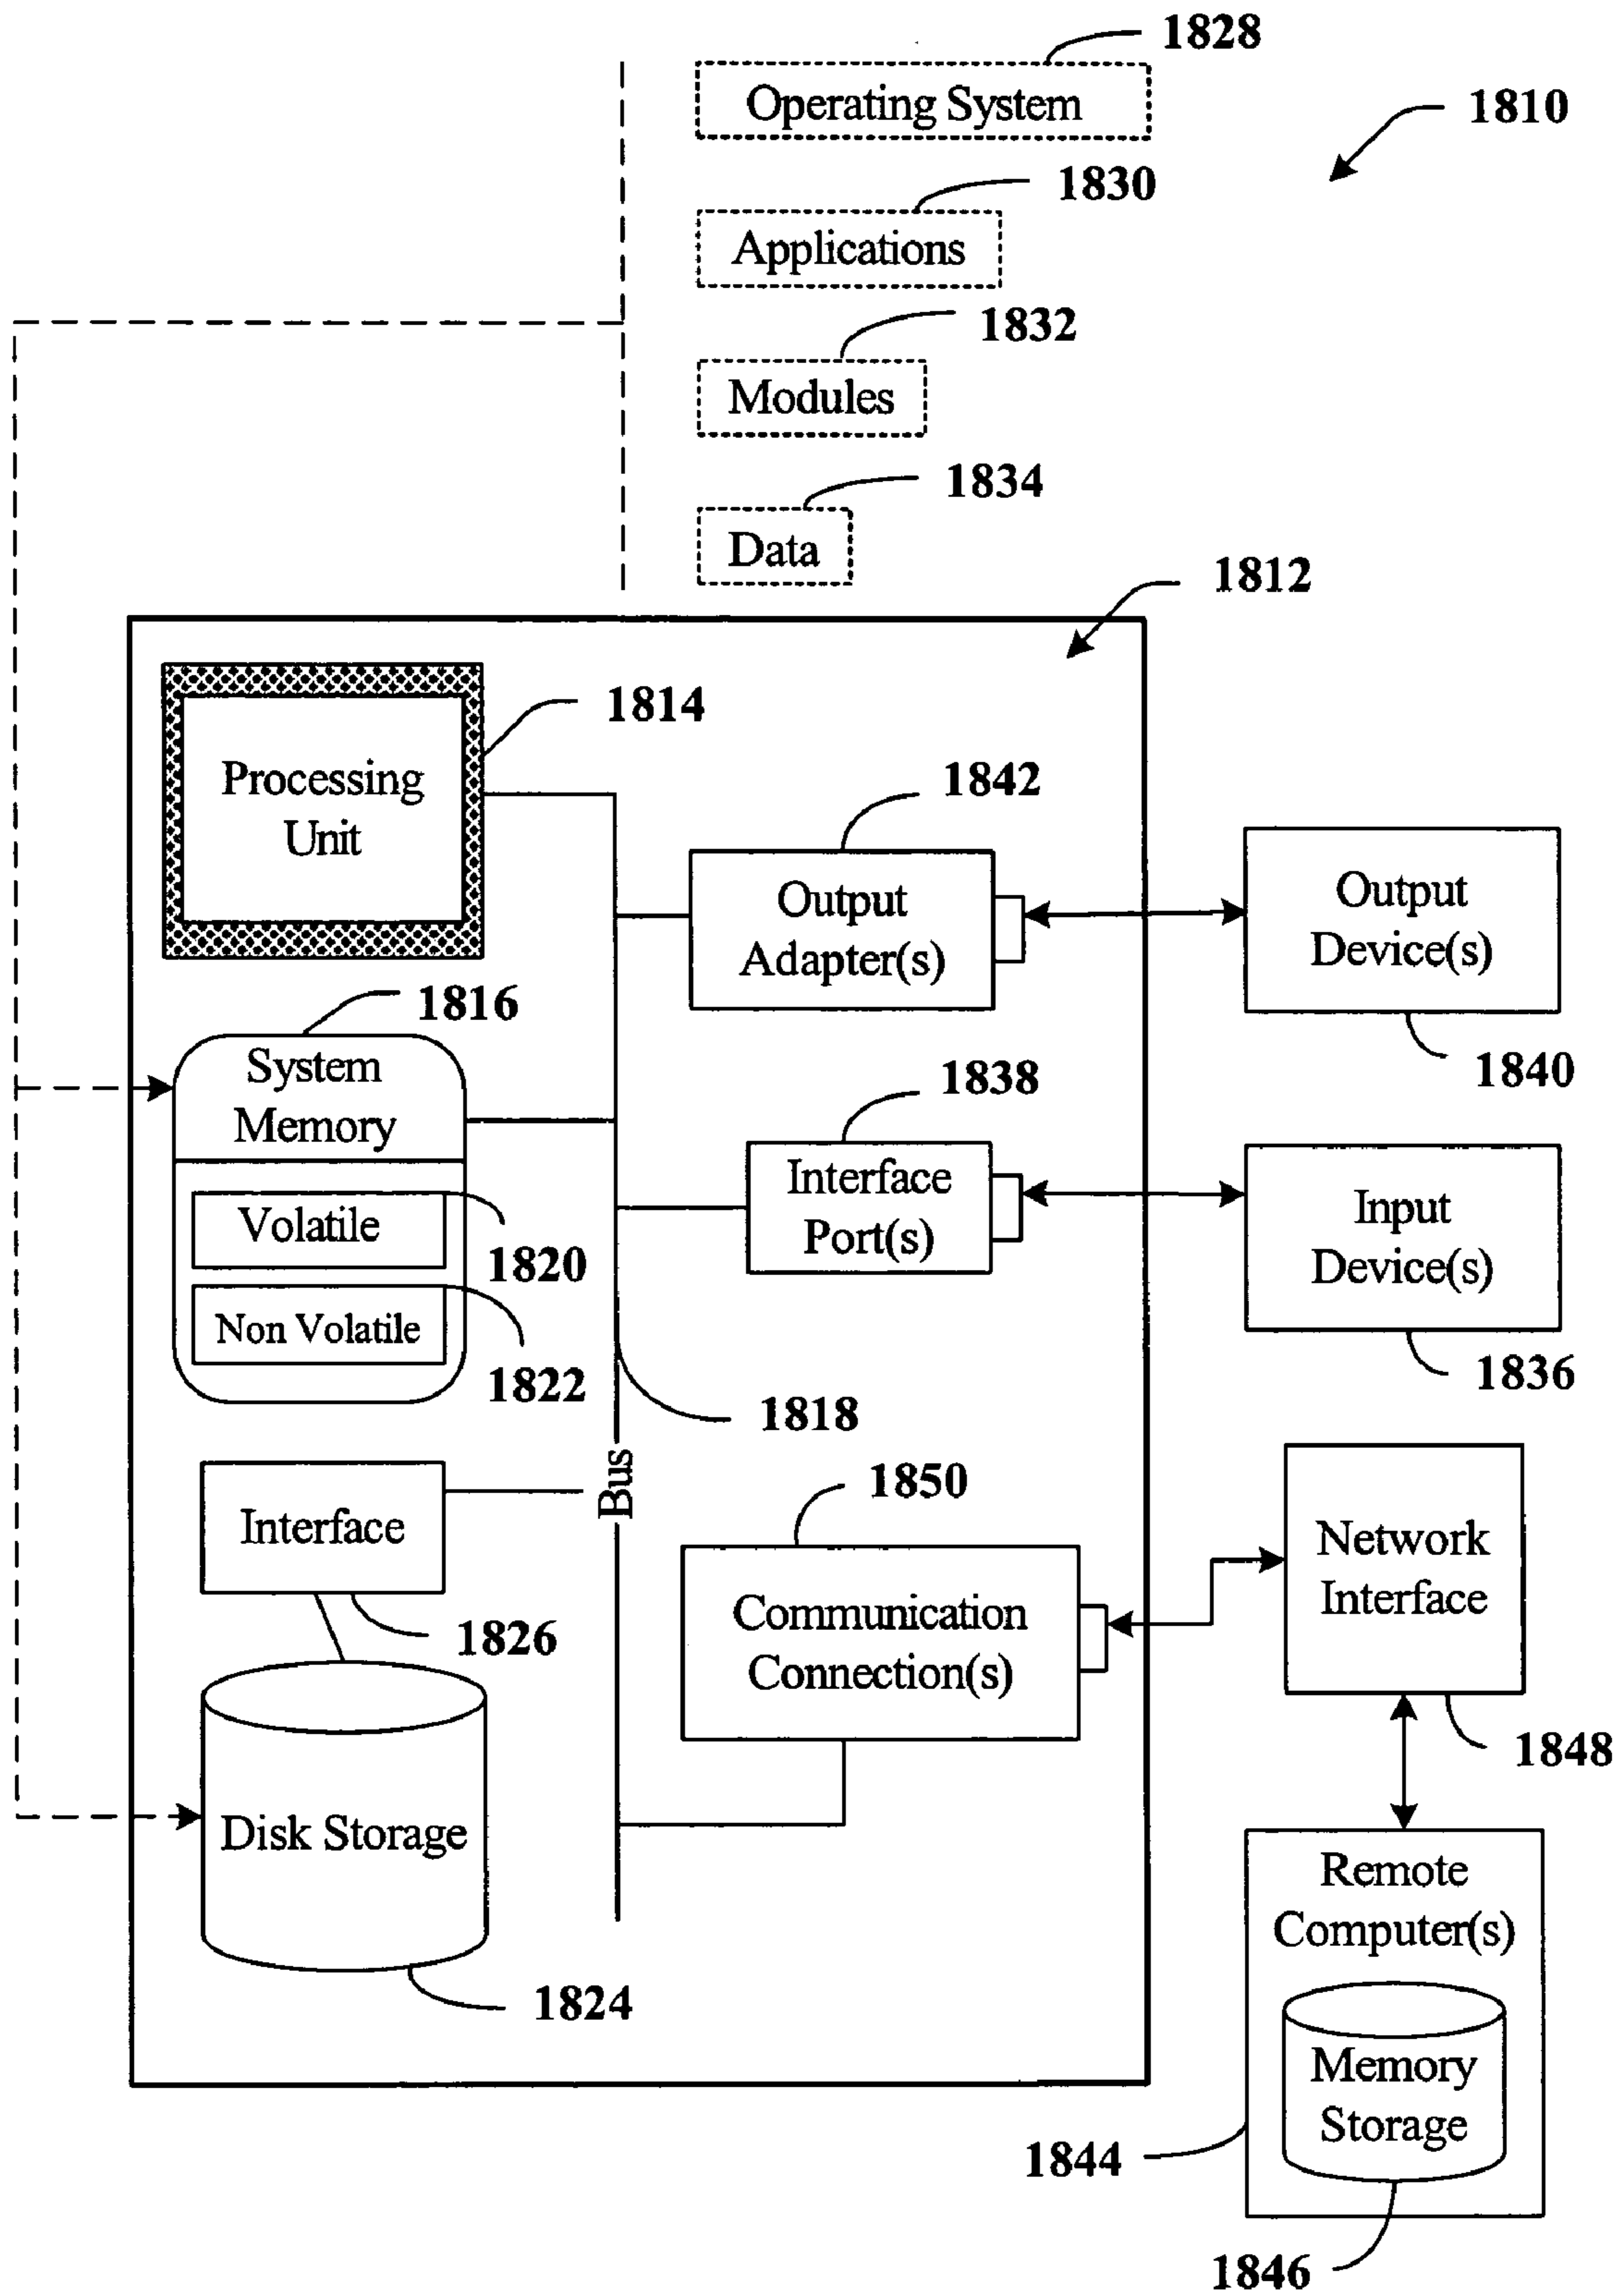 1828
Operating System
1810
1830
Applications
1832
Modules
1834
Data
1812
1814
Processing
Unit
1842
Output
Adapter(s)
Output
Device(s)
1840
1816
System
Memory
1838
Interface
Port(s)
Input
Device(s)
1836
Volatile
1820
Non Volatile
1822
1818
Bus
1850
Interface
1826
Communication
Connection(s)
Network
Interface
1848
Disk Storage
1824
Remote
Computer(s)
Memory
Storage
1844
1846